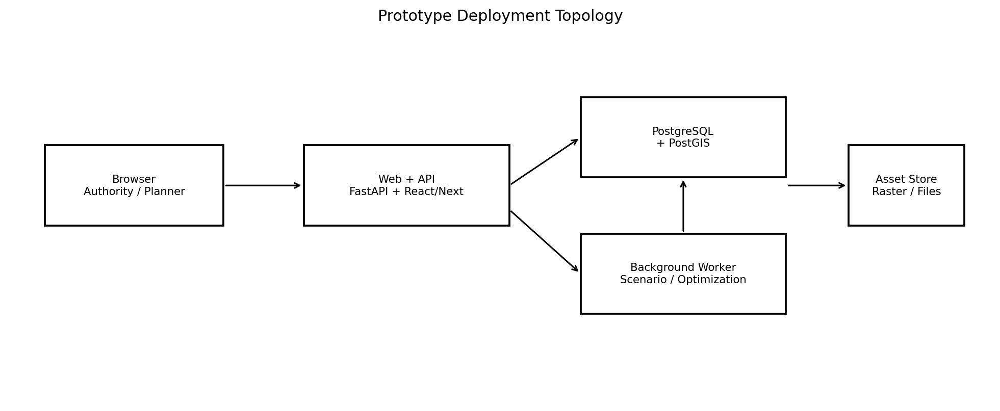 Prototype Deployment Topology
Browser
Authority / Planner
Web + API
FastAPI + React/Next
PostgreSQL
+ PostGIS
Background Worker
Scenario / Optimization
Asset Store
Raster / Files